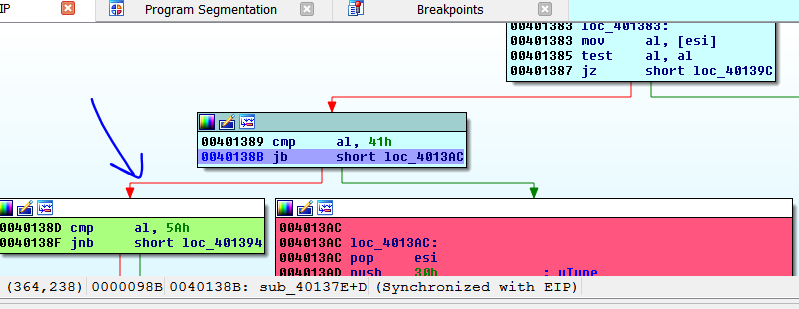 IP
Program Segmentation
Breakpoints
00401383 loc_401383:
00401383 mov al, [esi]
00401385 test al, al
00401387 jz short loc_40139C
00401389 cmp al, 41h
0040138B jb short loc_4013AC
0040138D cmp al, 5Ah
0040138F jnb short loc_401394
004013AC
004013AC loc_4013AC:
004013AC pop esi
004013AD push 30h ; uType
(364,238) 0000098B 0040138B: sub_40137E+D (Synchronized with EIP)